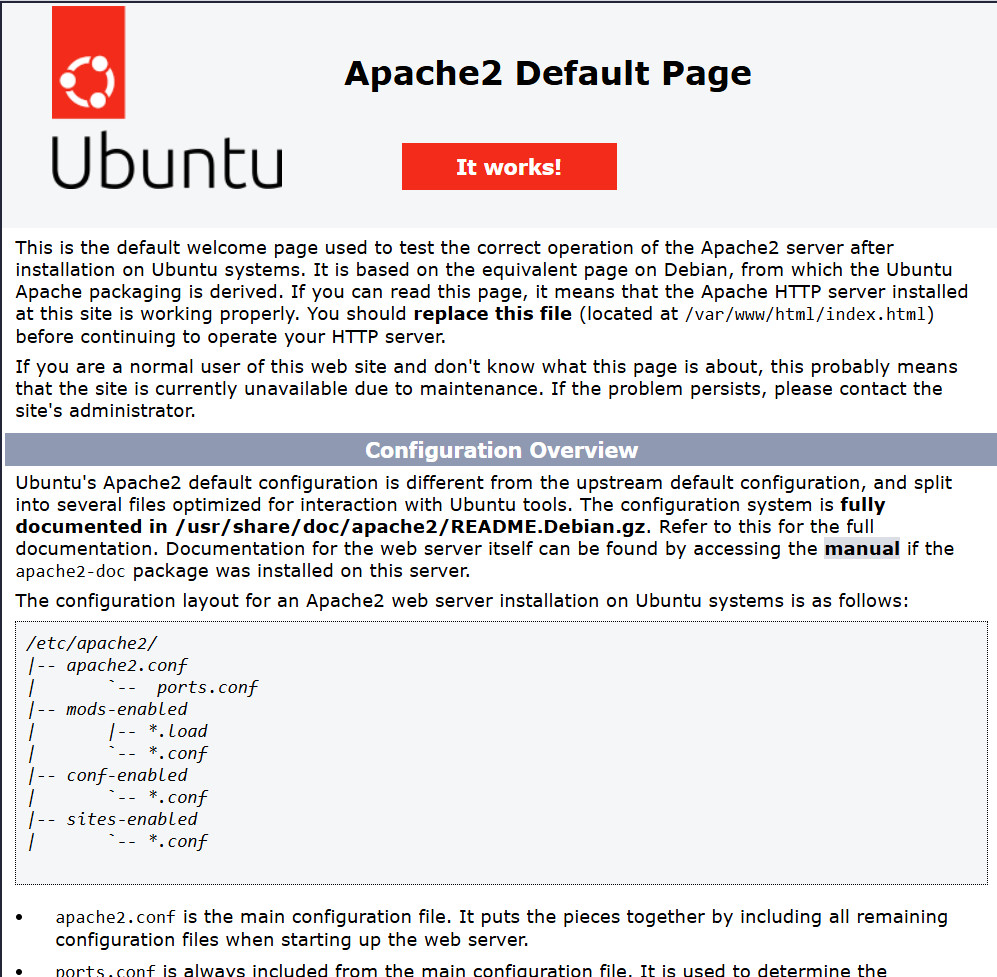 Ubuntu
Apache2 Default Page
It works!
This is the default welcome page used to test the correct operation of the Apache2 server after
installation on Ubuntu systems. It is based on the equivalent page on Debian, from which the Ubuntu
Apache packaging is derived. If you can read this page, it means that the Apache HTTP server installed
at this site is working properly. You should replace this file (located at /var/www/html/index.html)
before continuing to operate your HTTP server.
If you are a normal user of this web site and don't know what this page is about, this probably means
that the site is currently unavailable due to maintenance. If the problem persists, please contact the
site's administrator.
Configuration Overview
Ubuntu's Apache2 default configuration is different from the upstream default configuration, and split
into several files optimized for interaction with Ubuntu tools. The configuration system is fully
documented in /usr/share/doc/apache2/README.Debian.gz. Refer to this for the full
documentation. Documentation for the web server itself can be found by accessing the manual if the
apache2-doc package was installed on this server.
The configuration layout for an Apache2 web server installation on Ubuntu systems is as follows:
/etc/apache2/
|-- apache2.conf
|       `--  ports.conf
|-- mods-enabled
|       |-- *.load
|       `-- *.conf
|-- conf-enabled
|       `-- *.conf
|-- sites-enabled
|       `-- *.conf
• apache2.conf is the main configuration file. It puts the pieces together by including all remaining
configuration files when starting up the web server.
• ports.conf is always included from the main configuration file. It is used to determine the